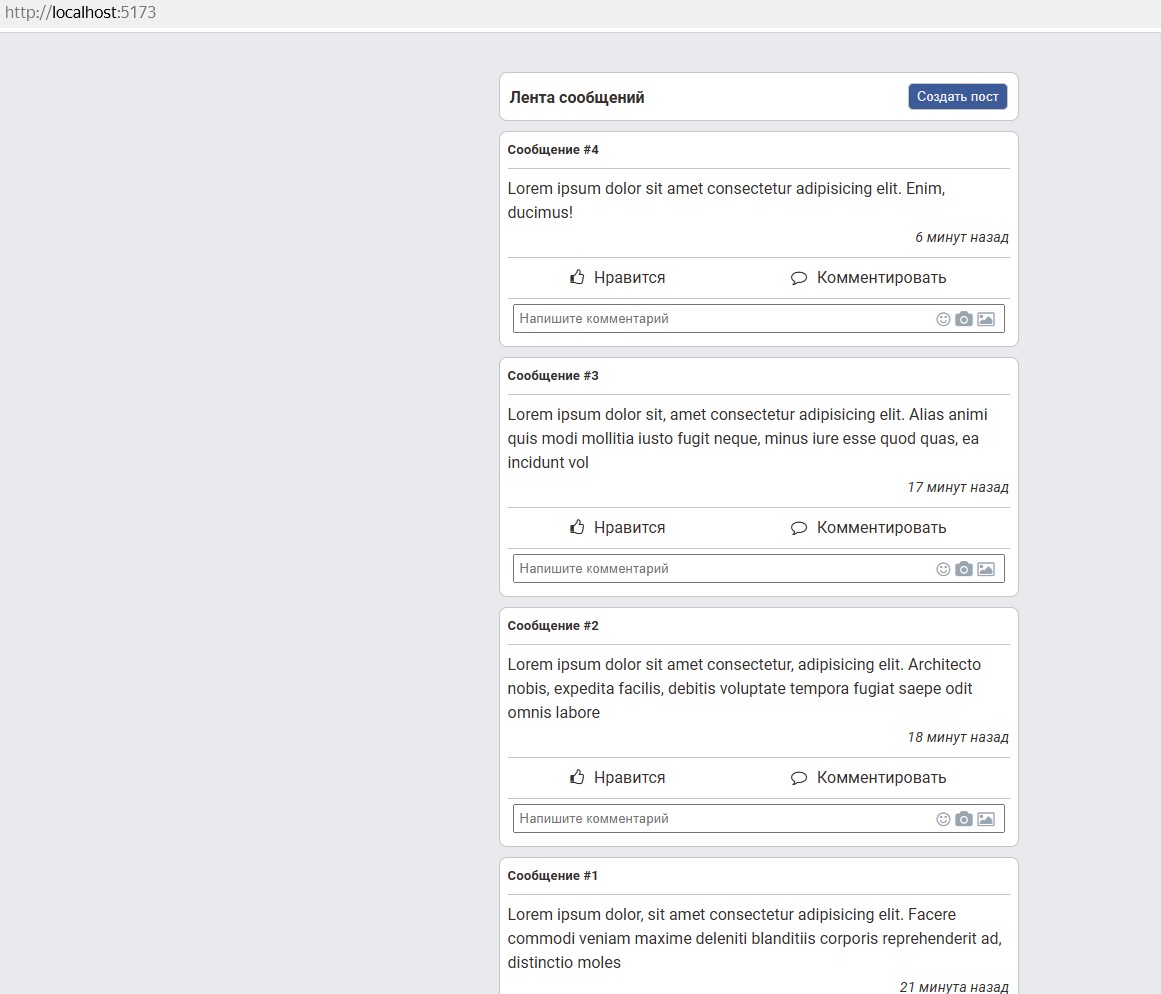 http://localhost:5173
Лента сообщений
Создать пост
Сообщение #4
Lorem ipsum dolor sit amet consectetur adipisicing elit. Enim,
ducimus!
6 минут назад
Нравится
Комментировать
Напишите комментарий
Сообщение #3
Lorem ipsum dolor sit, amet consectetur adipisicing elit. Alias animi
quis modi mollitia iusto fugit neque, minus iure esse quod quas, ea
incidunt vol
17 минут назад
Нравится
Комментировать
Напишите комментарий
Сообщение #2
Lorem ipsum dolor sit amet consectetur, adipisicing elit. Architecto
nobis, expedita facilis, debitis voluptate tempora fugiat saepe odit
omnis labore
18 минут назад
Нравится
Комментировать
Напишите комментарий
Сообщение #1
Lorem ipsum dolor, sit amet consectetur adipisicing elit. Facere
commodi veniam maxime deleniti blanditiis corporis reprehenderit ad,
distinctio moles
21 минута назад